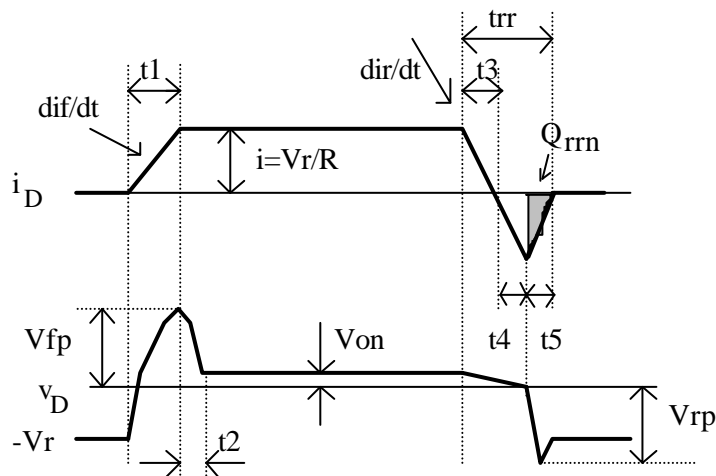 trr
t1
dir/dt
t3
dif/dt
Qrrn
i=Vr/R
iD
Vfp
Von
t4
t5
vD
Vrp
-Vr
t2